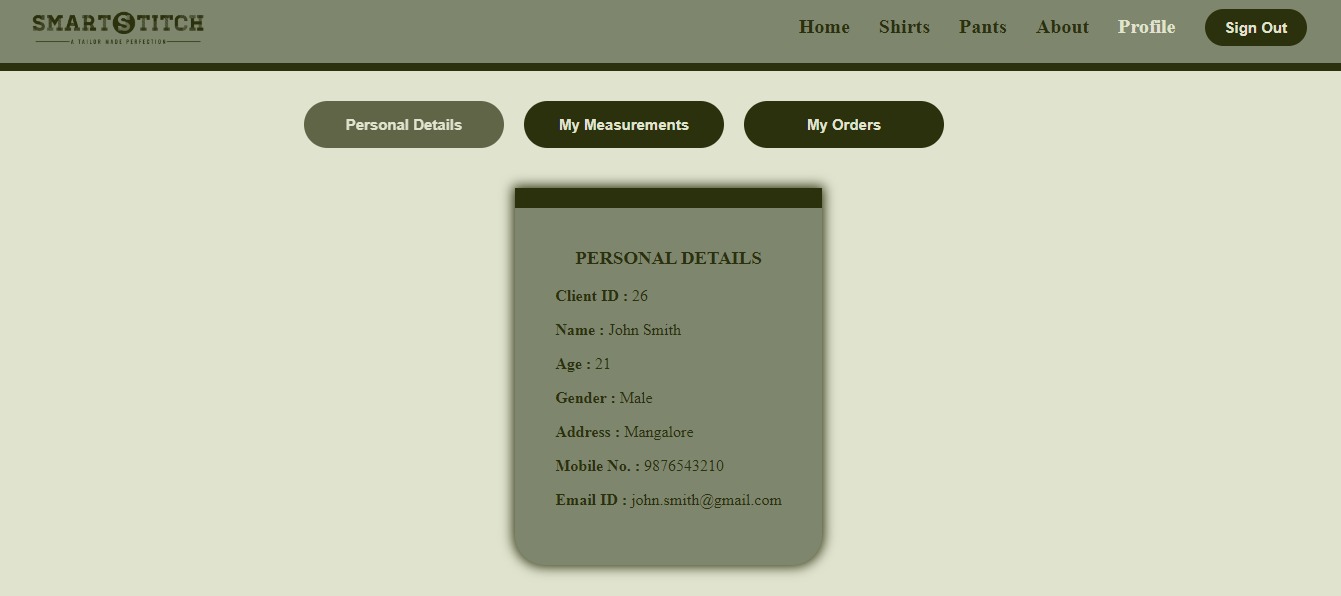 SMARTSTITCH
A TAILOR MADE PERFECTION
Home Shirts Pants About Profile Sign Out
Personal Details My Measurements My Orders
PERSONAL DETAILS
Client ID : 26
Name : John Smith
Age : 21
Gender : Male
Address : Mangalore
Mobile No. : 9876543210
Email ID : john.smith@gmail.com